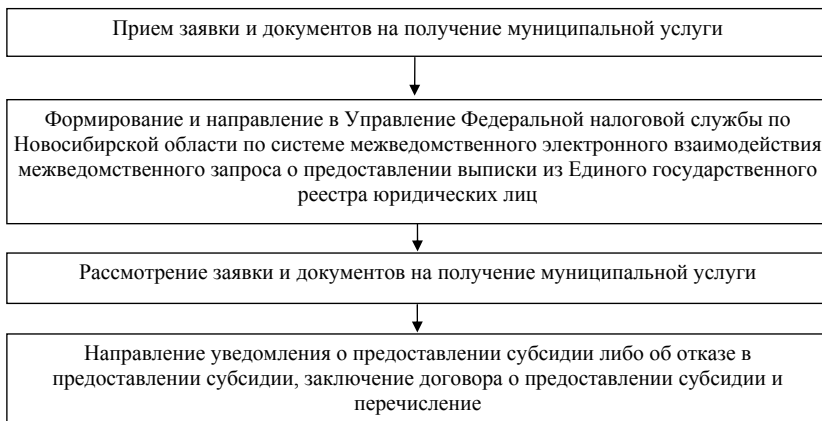 Прием заявки и документов на получение муниципальной услуги
Формирование и направление в Управление Федеральной налоговой службы по
Новосибирской области по системе межведомственного электронного взаимодействия
межведомственного запроса о предоставлении выписки из Единого государственного
реестра юридических лиц
Рассмотрение заявки и документов на получение муниципальной услуги
Направление уведомления о предоставлении субсидии либо об отказе в
предоставлении субсидии, заключение договора о предоставлении субсидии и
перечисление